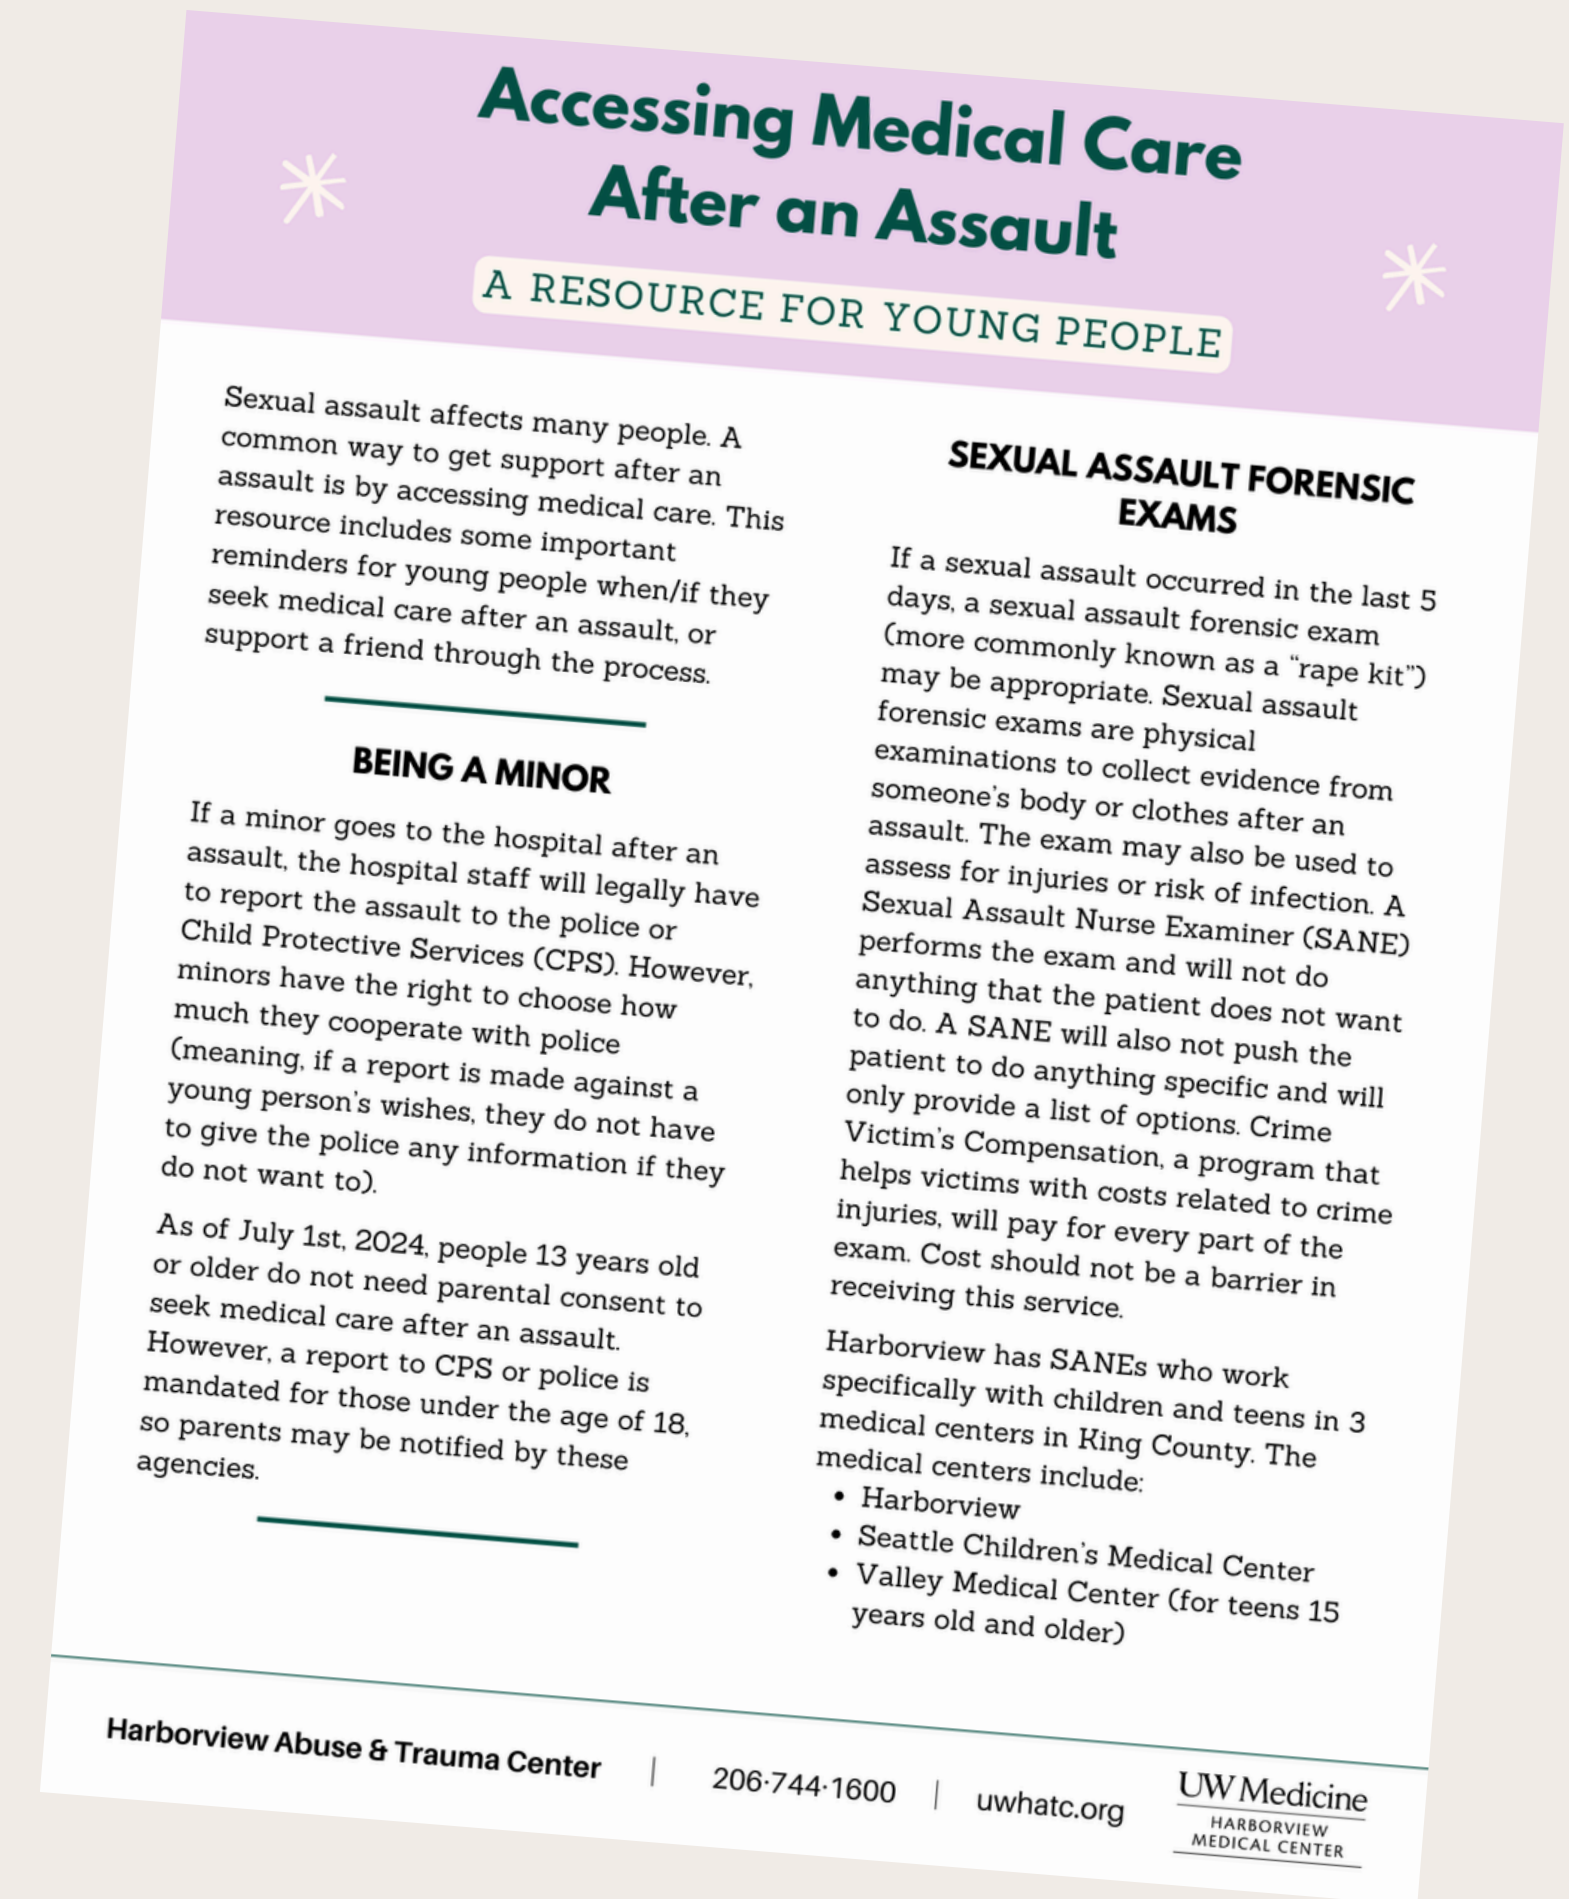 Accessing Medical Care
After an Assault
A RESOURCE FOR YOUNG PEOPLE
Sexual assault affects many people. A
common way to get support after an
assault is by accessing medical care. This
resource includes some important
reminders for young people when/if they
seek medical care after an assault, or
support a friend through the process.
BEING A MINOR
If a minor goes to the hospital after an
assault, the hospital staff will legally have
to report the assault to the police or
Child Protective Services (CPS). However,
minors have the right to choose how
much they cooperate with police
(meaning, if a report is made against a
young person's wishes, they do not have
to give the police any information if they
do not want to).
As of July 1st, 2024, people 13 years old
or older do not need parental consent to
seek medical care after an assault.
However, a report to CPS or police is
mandated for those under the age of 18,
so parents may be notified by these
agencies.
SEXUAL ASSAULT FORENSIC
EXAMS
If a sexual assault occurred in the last 5
days, a sexual assault forensic exam
(more commonly known as a “rape kit”)
may be appropriate. Sexual assault
forensic exams are physical
examinations to collect evidence from
someone's body or clothes after an
assault. The exam may also be used to
assess for injuries or risk of infection. A
Sexual Assault Nurse Examiner (SANE)
performs the exam and will not do
anything that the patient does not want
to do. A SANE will also not push the
patient to do anything specific and will
only provide a list of options. Crime
Victim's Compensation, a program that
helps victims with costs related to crime
injuries, will pay for every part of the
exam. Cost should not be a barrier in
receiving this service.
Harborview has SANEs who work
specifically with children and teens in 3
medical centers in King County. The
medical centers include:
• Harborview
• Seattle Children's Medical Center
• Valley Medical Center (for teens 15
years old and older)
Harborview Abuse & Trauma Center | 206·744·1600 | uwhatc.org
UW Medicine
HARBORVIEW
MEDICAL CENTER